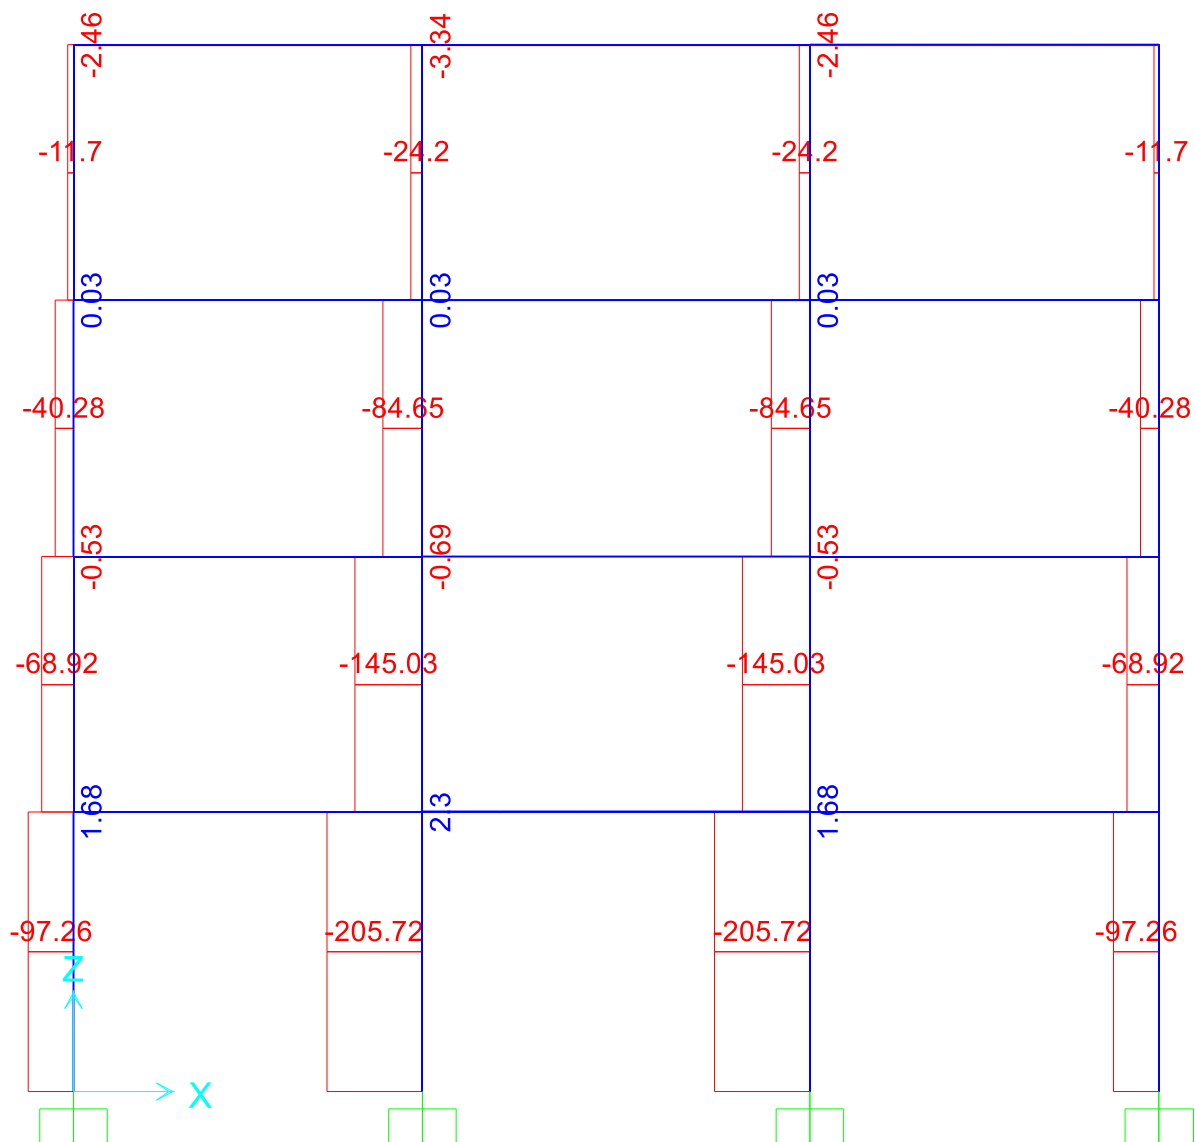 -2.46 -3.34 -2.46
-11.7 -24.2 -24.2 -11.7
0.03 0.03 0.03
-40.28 -84.65 -84.65 -40.28
-0.53 -0.69 -0.53
-68.92 -145.03 -145.03 -68.92
1.68 2.3 1.68
-97.26 -205.72 -205.72 -97.26
Z
X